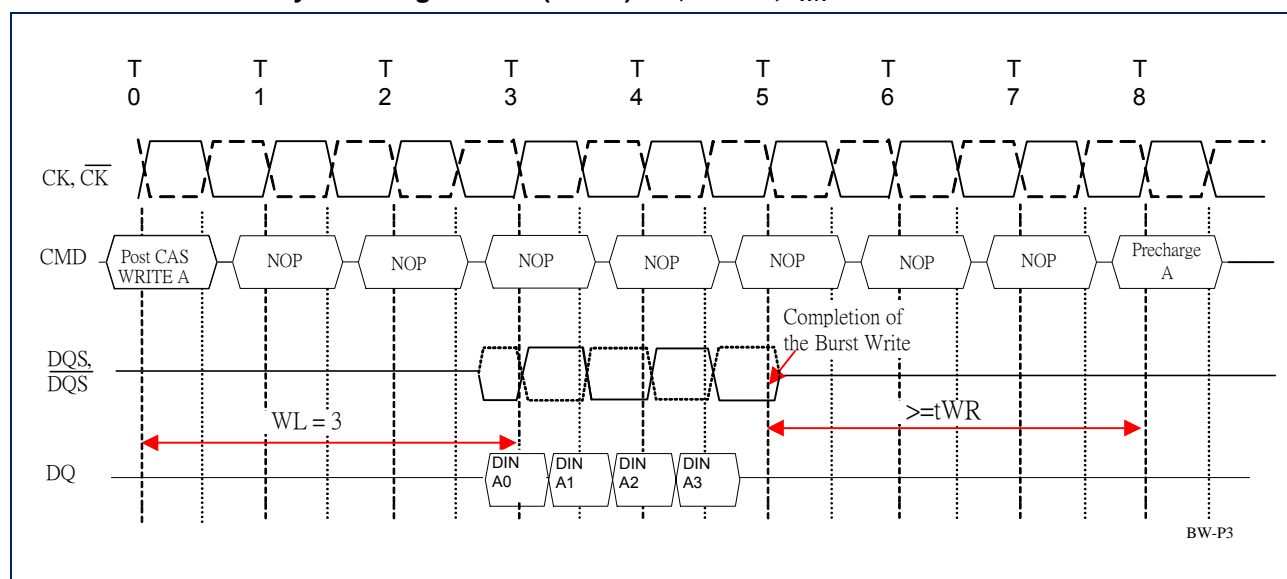 T T T T T T T T T
0 1 2 3 4 5 6 7 8
CK, CK
CMD
Post CAS
WRITE A
NOP
NOP
NOP
NOP
NOP
NOP
NOP
Precharge
A
Completion of
the Burst Write
DQS,
DQS
WL = 3
>=tWR
DQ
DIN
A0
DIN
A1
DIN
A2
DIN
A3
BW-P3